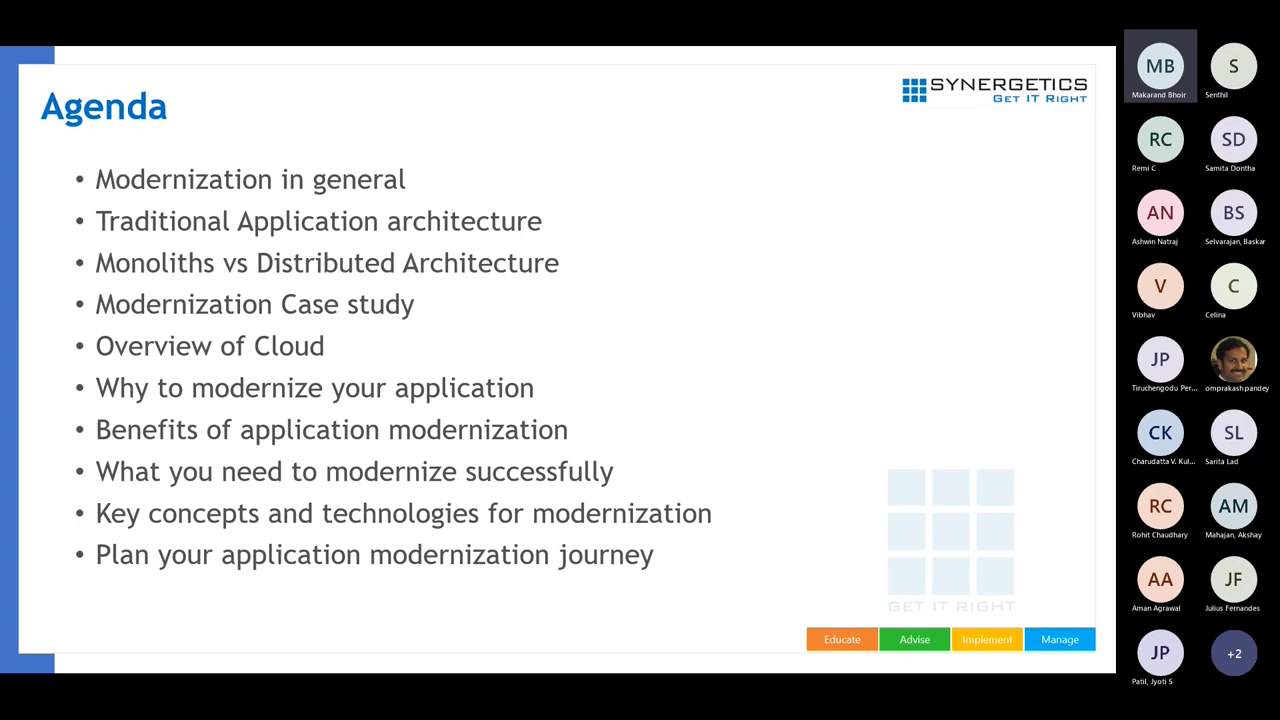 Agenda
SYNERGETICS
GET IT RIGHT
• Modernization in general
• Traditional Application architecture
• Monoliths vs Distributed Architecture
• Modernization Case study
• Overview of Cloud
• Why to modernize your application
• Benefits of application modernization
• What you need to modernize successfully
• Key concepts and technologies for modernization
• Plan your application modernization journey
GET IT RIGHT
Educate Advise Implement Manage
MB S
Makarand Bhoir Senthil
RC SD
Remi C Samita Dontha
AN BS
Ashwin Natraj Selvarajan, Baskar
V C
Vibhav Celina
JP
Tiruchengodu Per... omprakash pandey
CK SL
Charudatta V. Kul... Sarita Lad
RC AM
Rohit Chaudhary Mahajan, Akshay
AA JF
Aman Agrawal Julius Fernandes
JP +2
Patil, Jyoti S